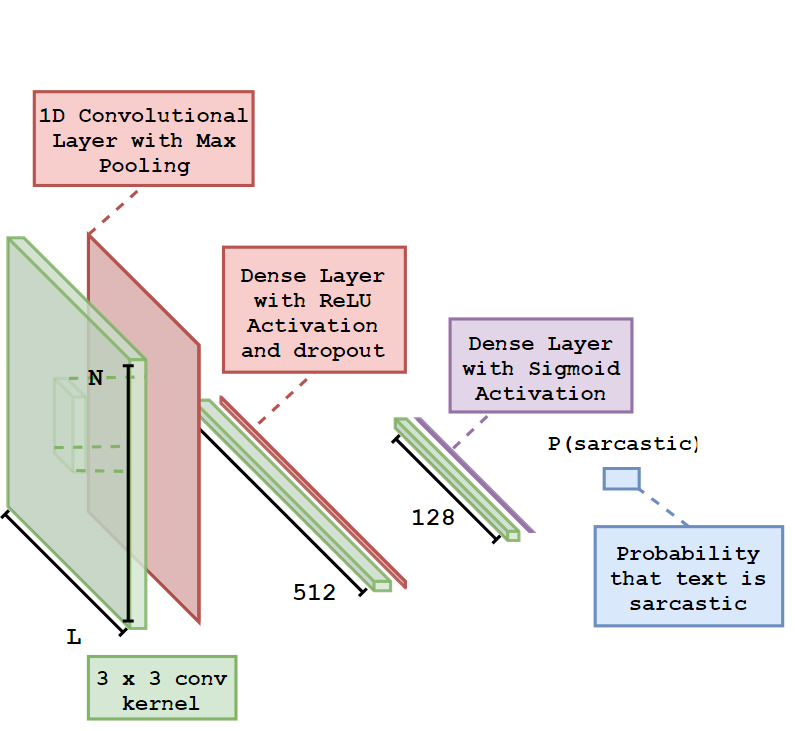 1D Convolutional
Layer with Max
Pooling
Dense Layer
with ReLU
Activation
and dropout
Dense Layer
with Sigmoid
Activation
N
P(sarcastic)
128
Probability
that text is
sarcastic
512
L
3 x 3 conv
kernel